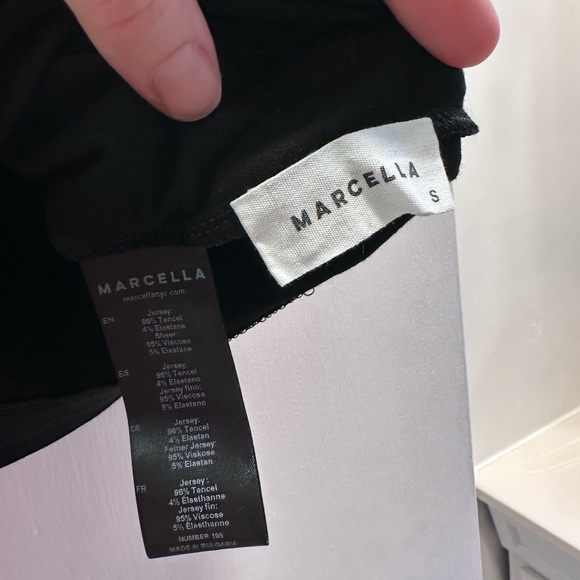 MARCELLA
S
MARCELLA
marcellanyc.com
EN
Jersey:
96% Tencel
4% Elastane
Sheer:
95% Viscose
5% Elastane
ES
Jersey:
96% Tencel
4% Elastano
Jersey fino:
95% Viscosa
5% Elastano
DE
Jersey:
96% Tencel
4% Elastan
Feiner Jersey:
95% Viskose
5% Elastan
FR
Jersey:
96% Tencel
4% Elasthanne
Jersey fin:
95% Viscose
5% Elasthanne
NUMBER 195
MADE IN BULGARIA